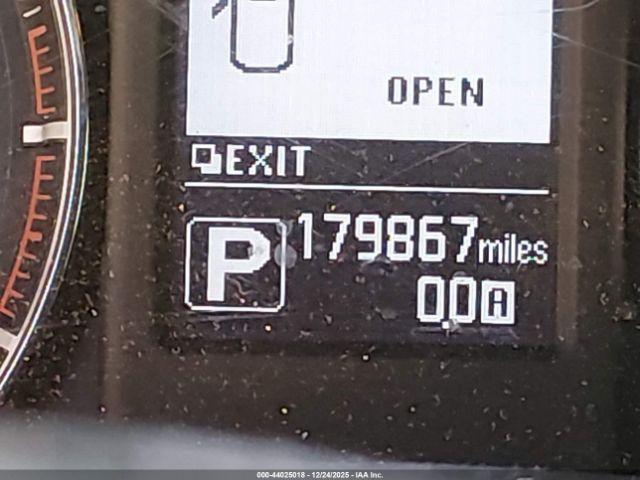 OPEN
EXIT
P
179867 miles
0.0 A
000-44025018 - 12/24/2025 - IAA Inc.